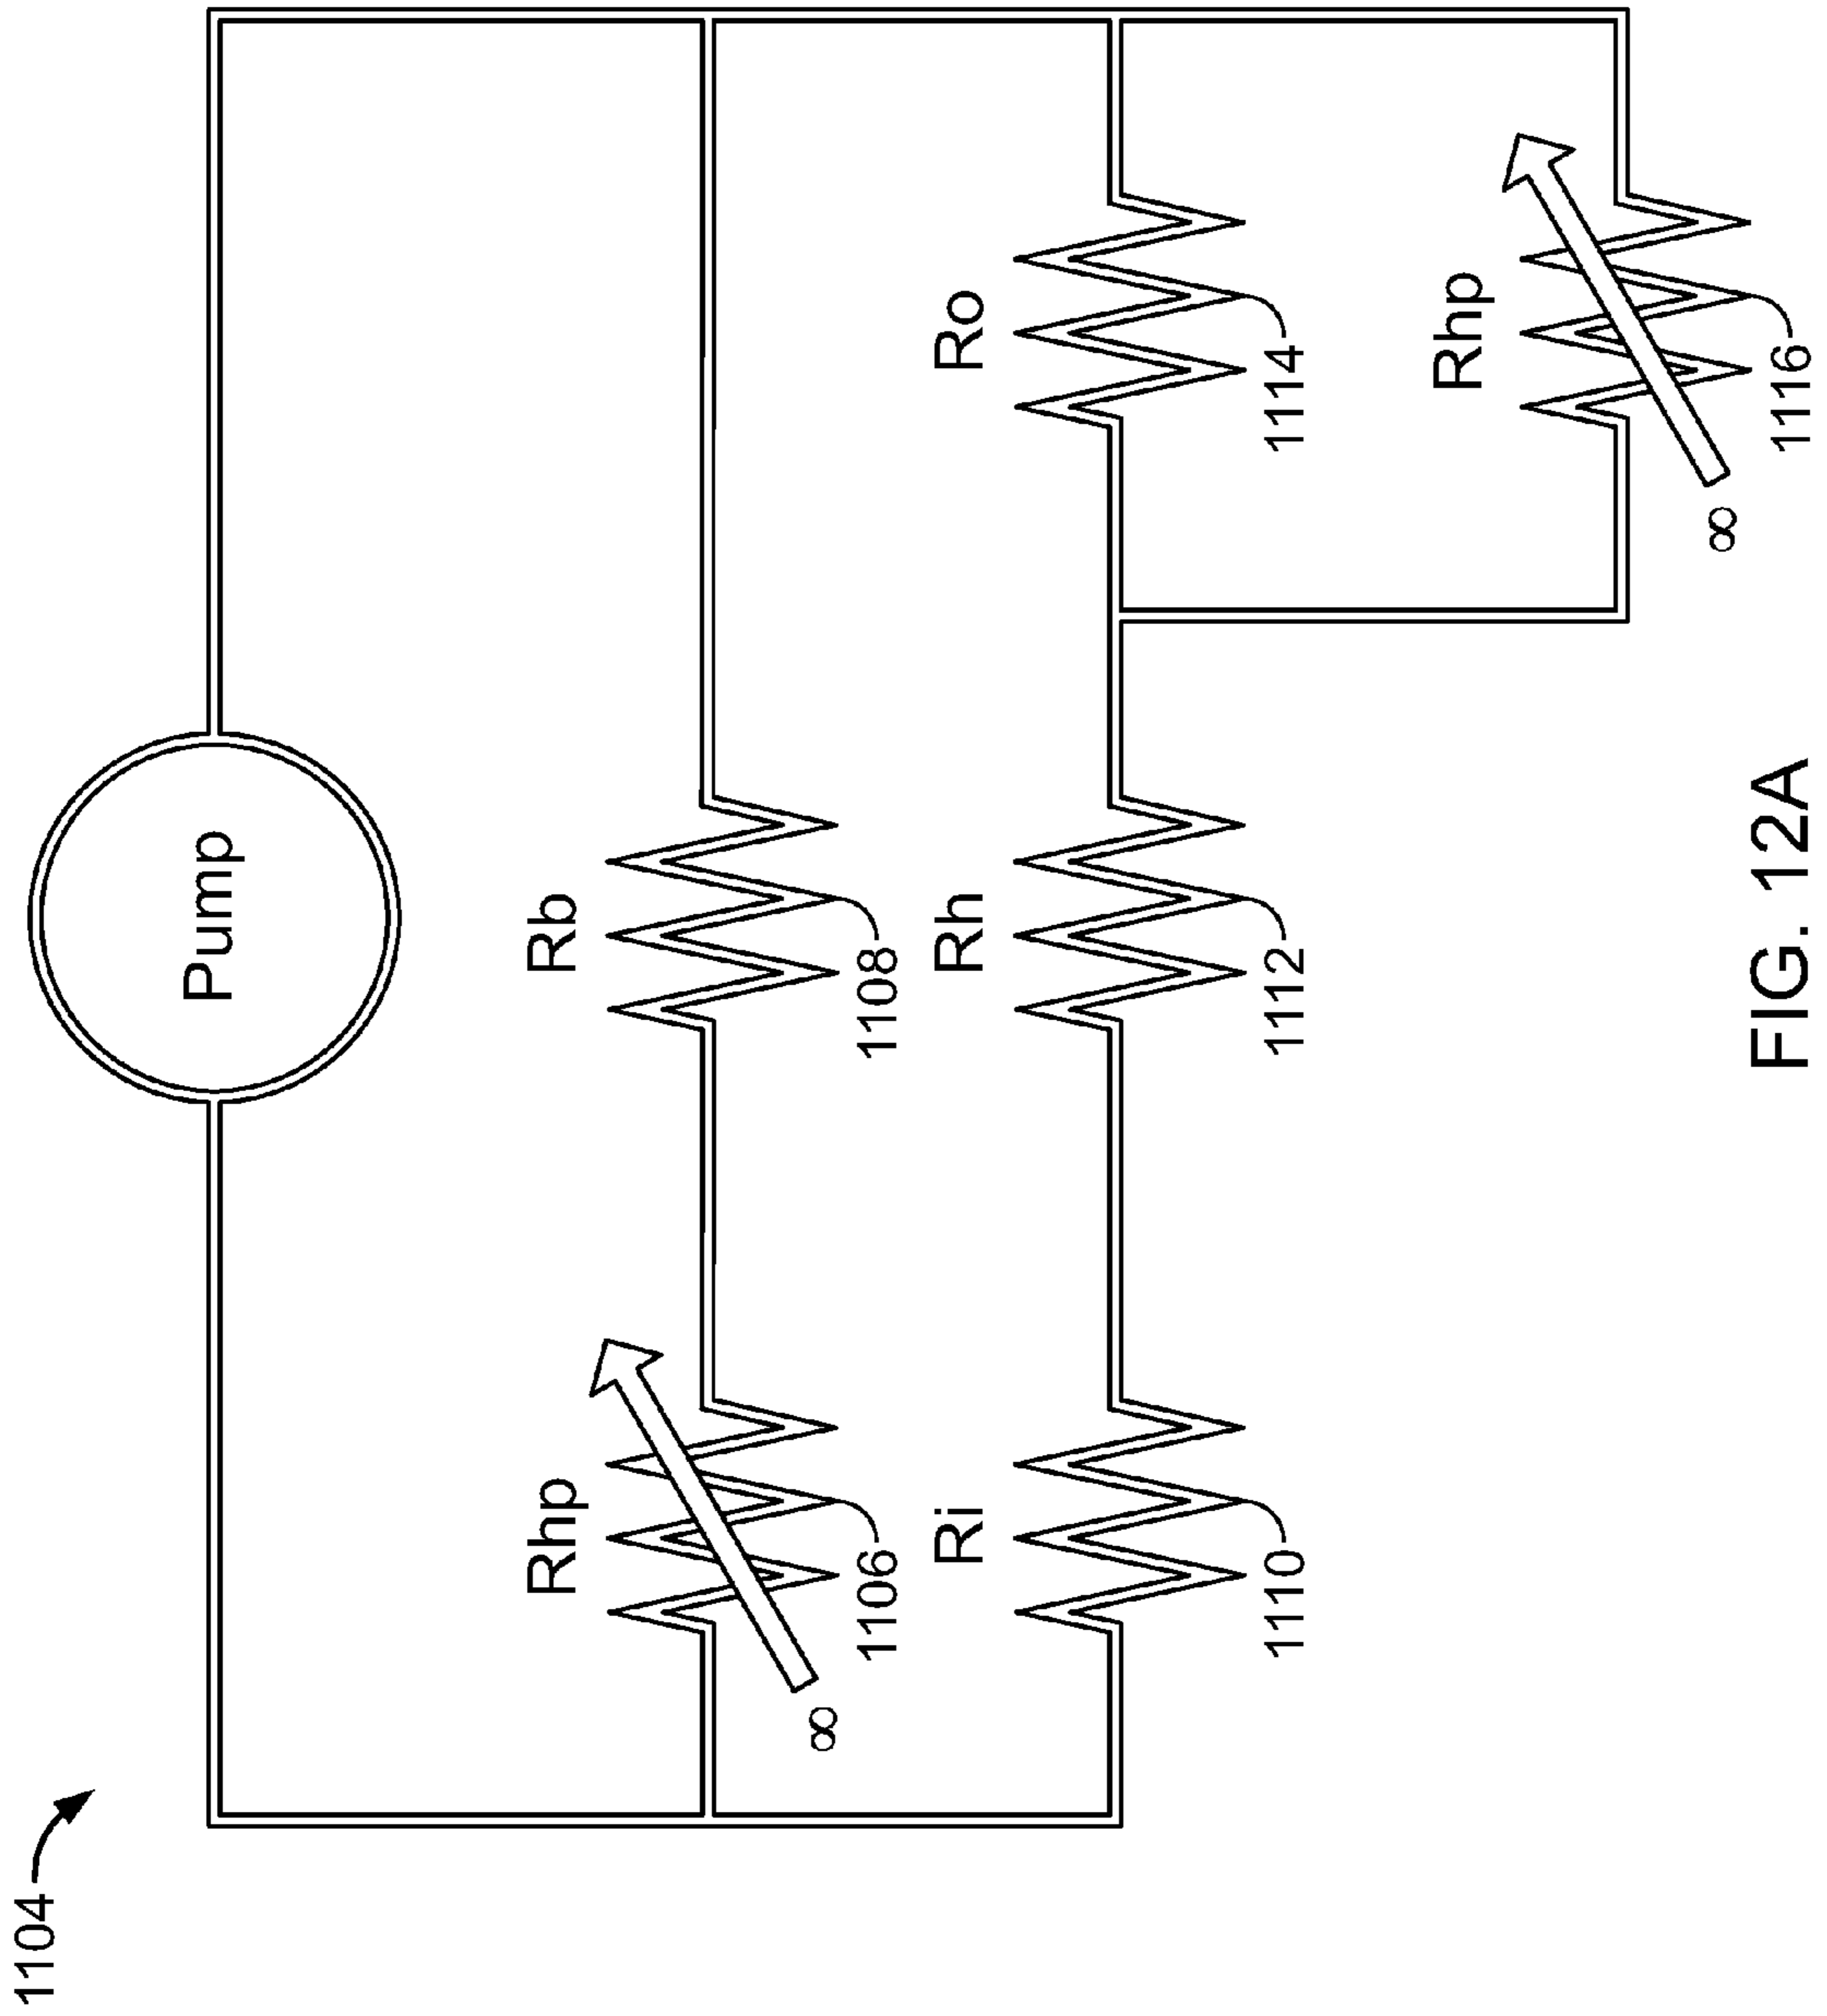 1104
Pump
Rhp
Rb
∞
1106
1108
Ri
Rh
Ro
1110
1112
1114
Rhp
∞
1116
FIG. 12A